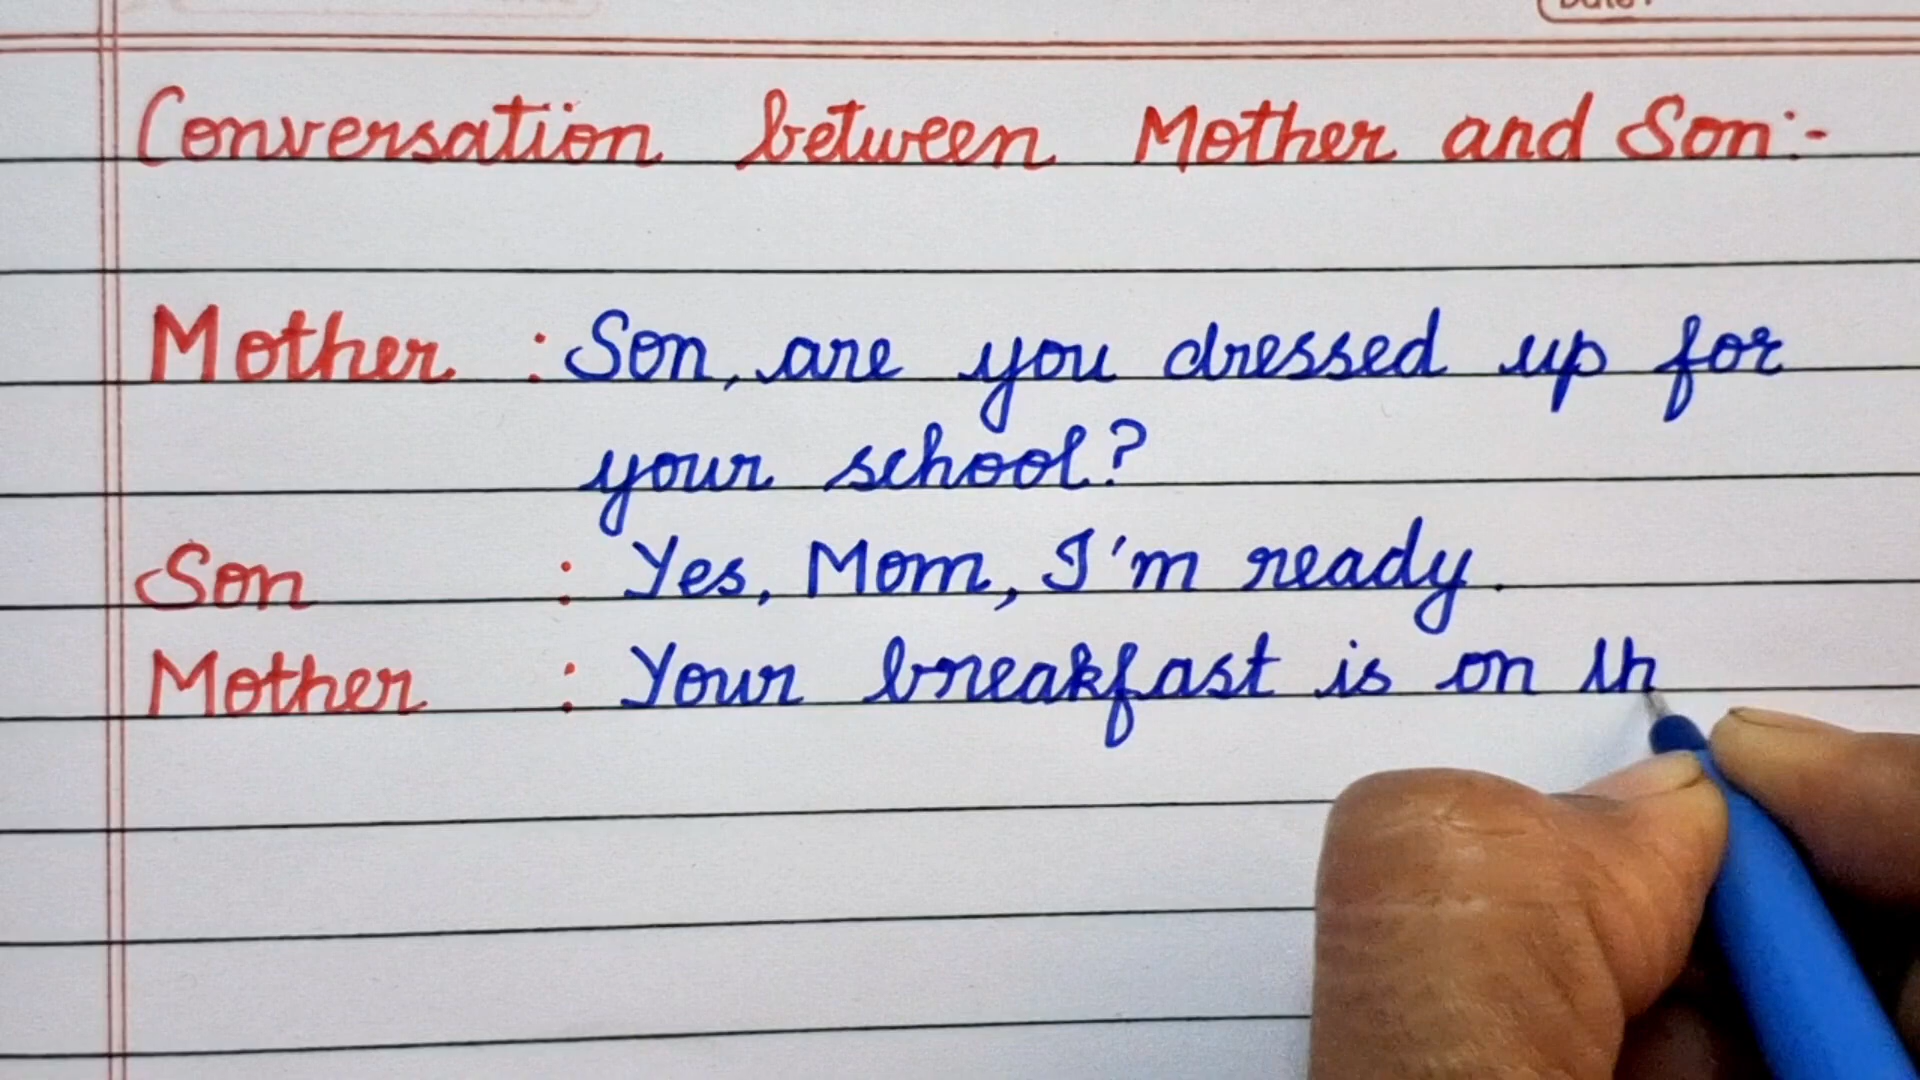 Conversation between Mother and Son:-
Mother : Son, are you dressed up for
your school?
Son : Yes, Mom, I'm ready.
Mother : Your breakfast is on th